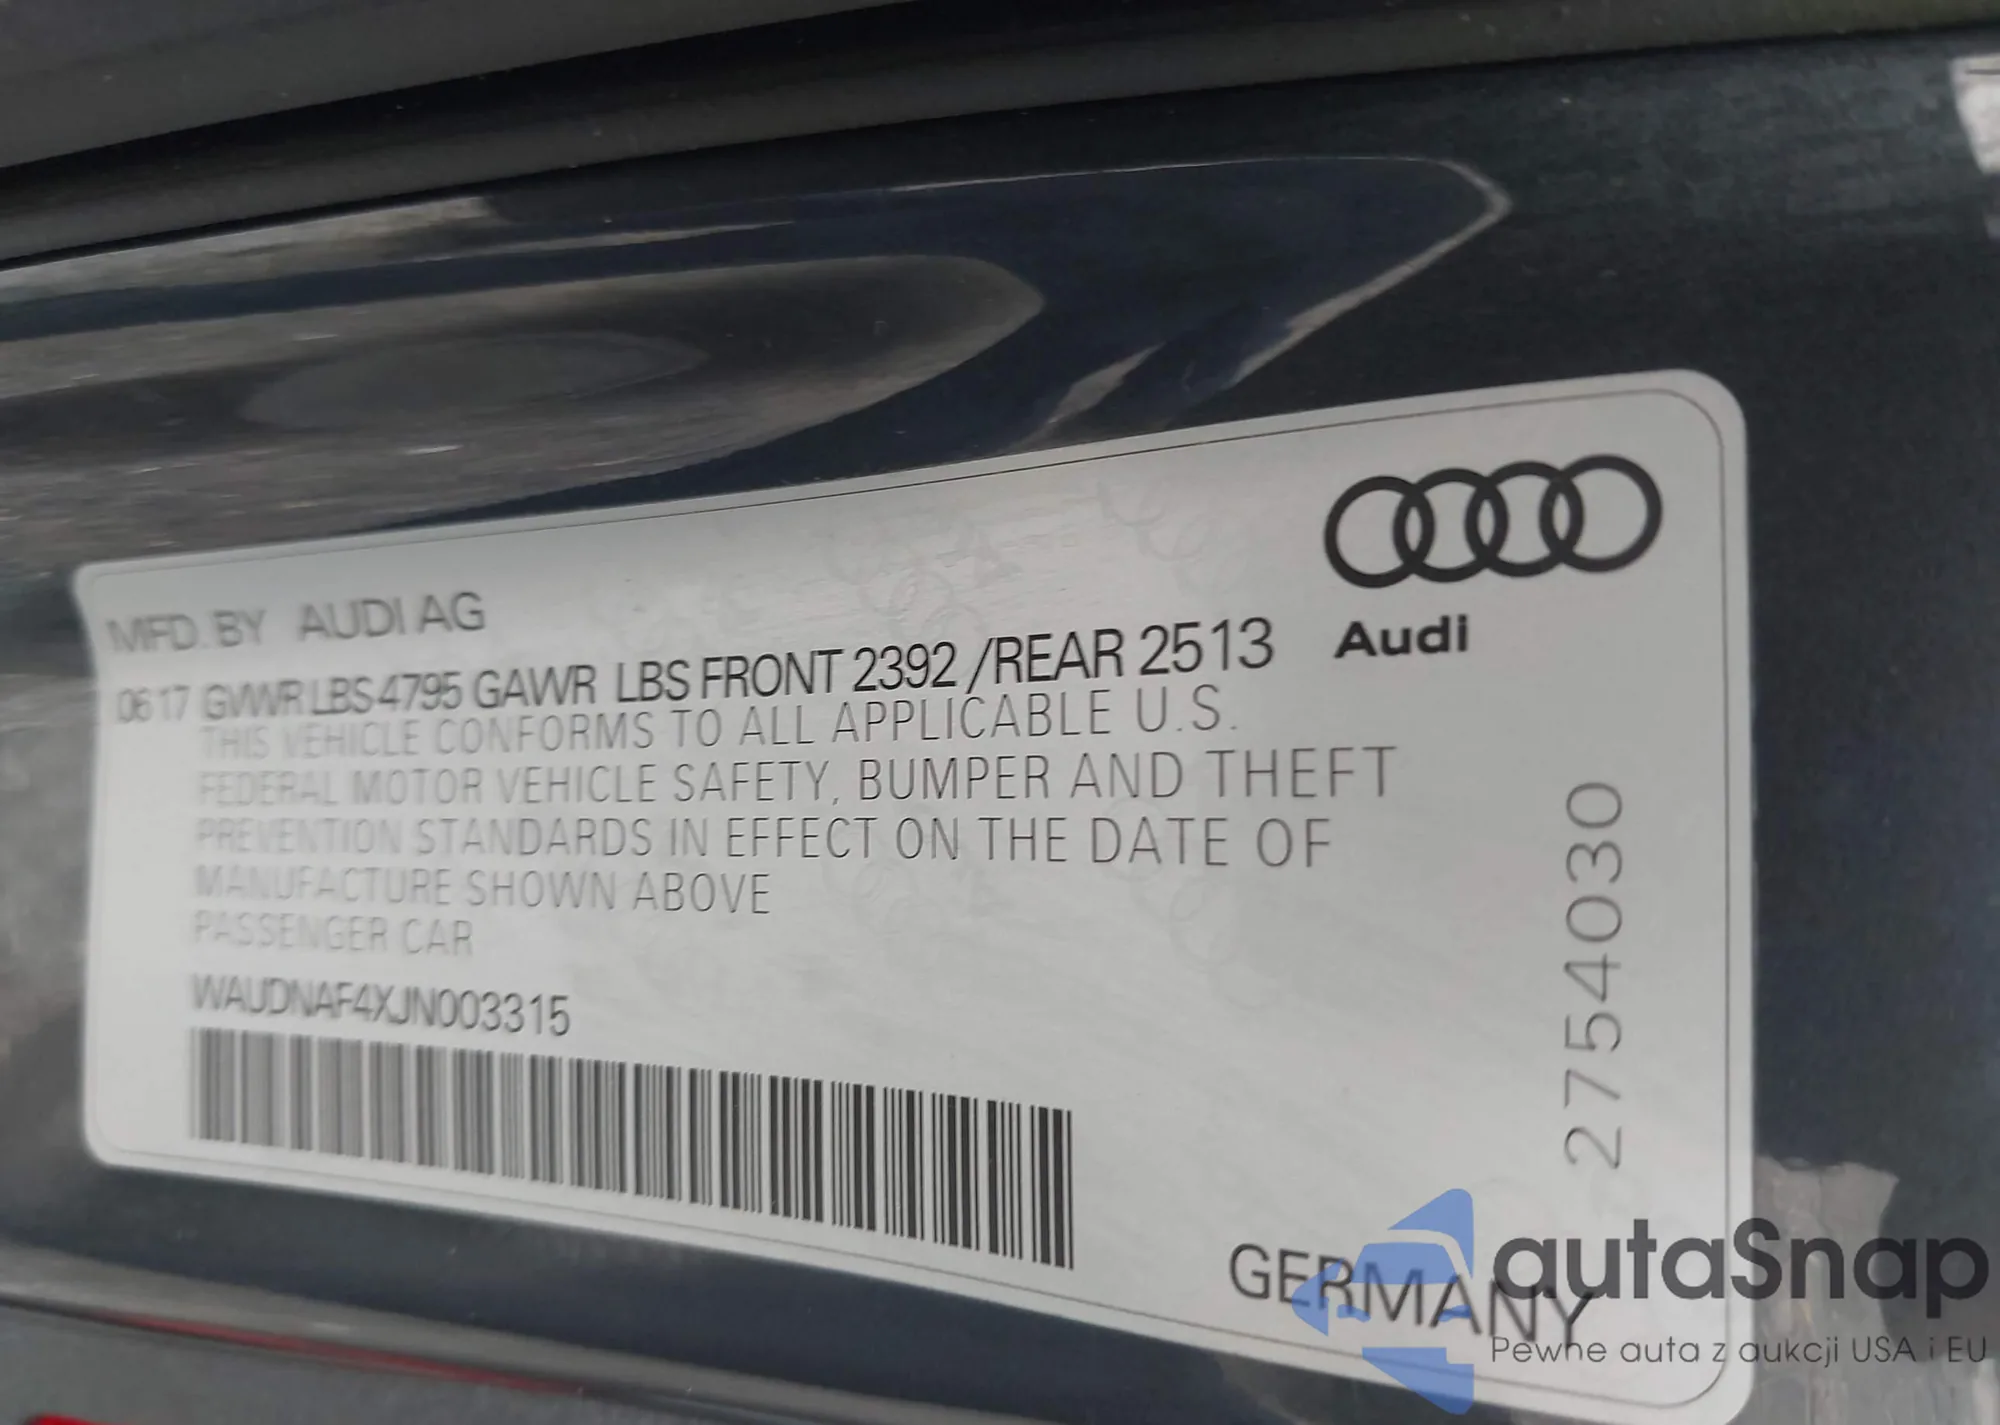 MFD. BY AUDI AG
0617 GVWR LBS 4795 GAWR LBS FRONT 2392 /REAR 2513
Audi
THIS VEHICLE CONFORMS TO ALL APPLICABLE U.S.
FEDERAL MOTOR VEHICLE SAFETY, BUMPER AND THEFT
PREVENTION STANDARDS IN EFFECT ON THE DATE OF
MANUFACTURE SHOWN ABOVE
PASSENGER CAR
WAUDNAF4XJN003315
2754030
GERMANY
autaSnap
Pewne auta z aukcji USA i EU